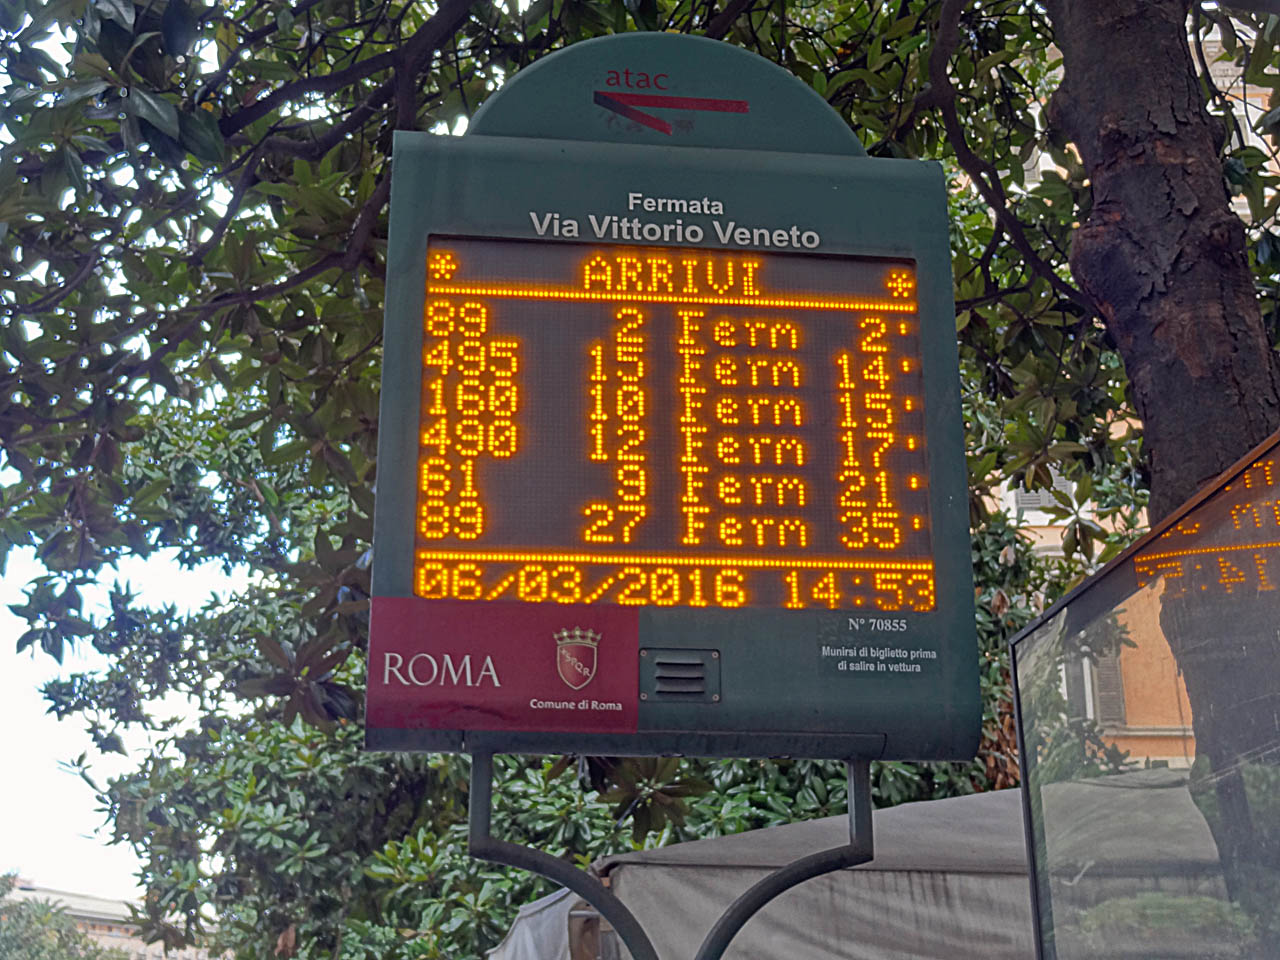 atac
Fermata
Via Vittorio Veneto
* ARRIVI *
89 2 Ferm 2'
495 15 Ferm 14'
160 10 Ferm 15'
490 12 Ferm 17'
61 9 Ferm 21'
89 27 Ferm 35'
06/03/2016 14:53
N° 70855
Munirsi di biglietto prima
di salire in vettura
ROMA
SPQR
Comune di Roma